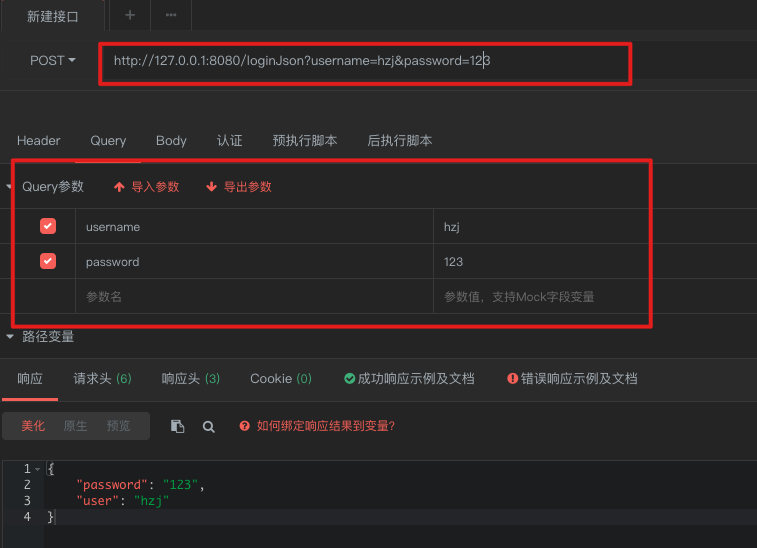 新建接口
POST http://127.0.0.1:8080/loginJson?username=hzj&password=123
Header Query Body 认证 预执行脚本 后执行脚本
Query参数 导入参数 导出参数
username hzj
password 123
参数名 参数值，支持Mock字段变量
路径变量
响应 请求头 (6) 响应头 (3) Cookie (0) 成功响应示例及文档 错误响应示例及文档
美化 原生 预览 如何绑定响应结果到变量?
1 {
2 "password": "123",
3 "user": "hzj"
4 }